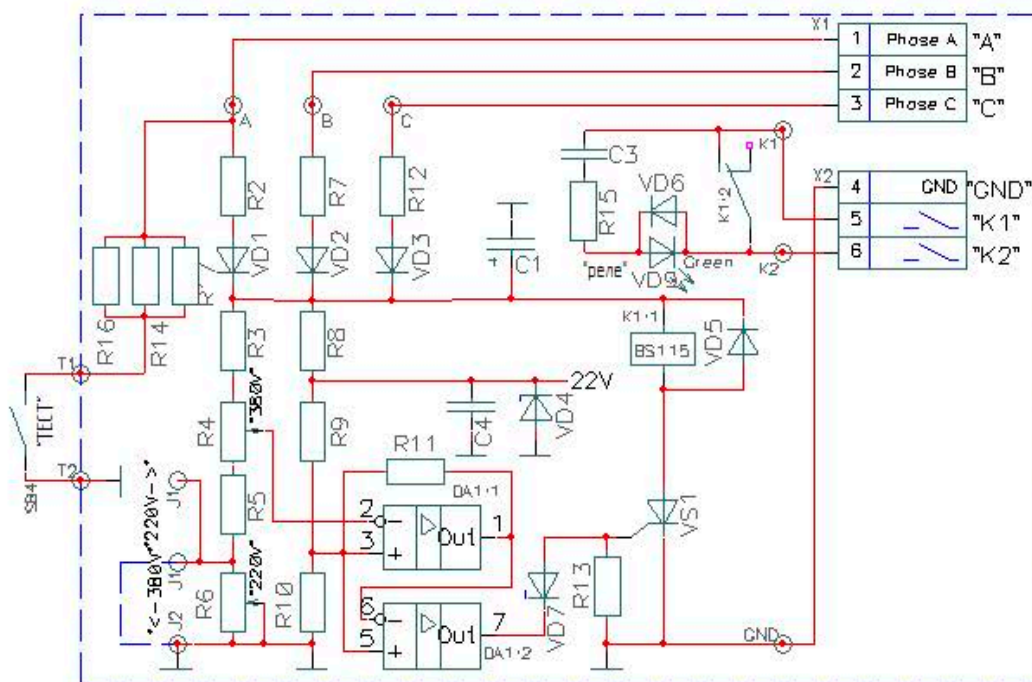 X1
1 Phase A "A"
2 Phase B "B"
3 Phase C "C"
A
B
C
R2
R7
R12
C3
R15
VD6
K1
K1.2
X2
4 GND "GND"
5 "K1"
6 "K2"
VD1
VD2
VD3
C1
+
"реле"
VD9
Green
K2
R16
R14
R3
R8
K1.1
BS115
VD5
T1
"ТЕСТ"
T2
SB4
R4
"380V"
R9
C4
VD4
22V
R11
DA1.1
2
3
Out
1
R5
J1
"<-380V"220V->"
J1
J2
R6
"220V"
R10
6
5
Out
7
DA1.2
VD7
R13
VS1
GND